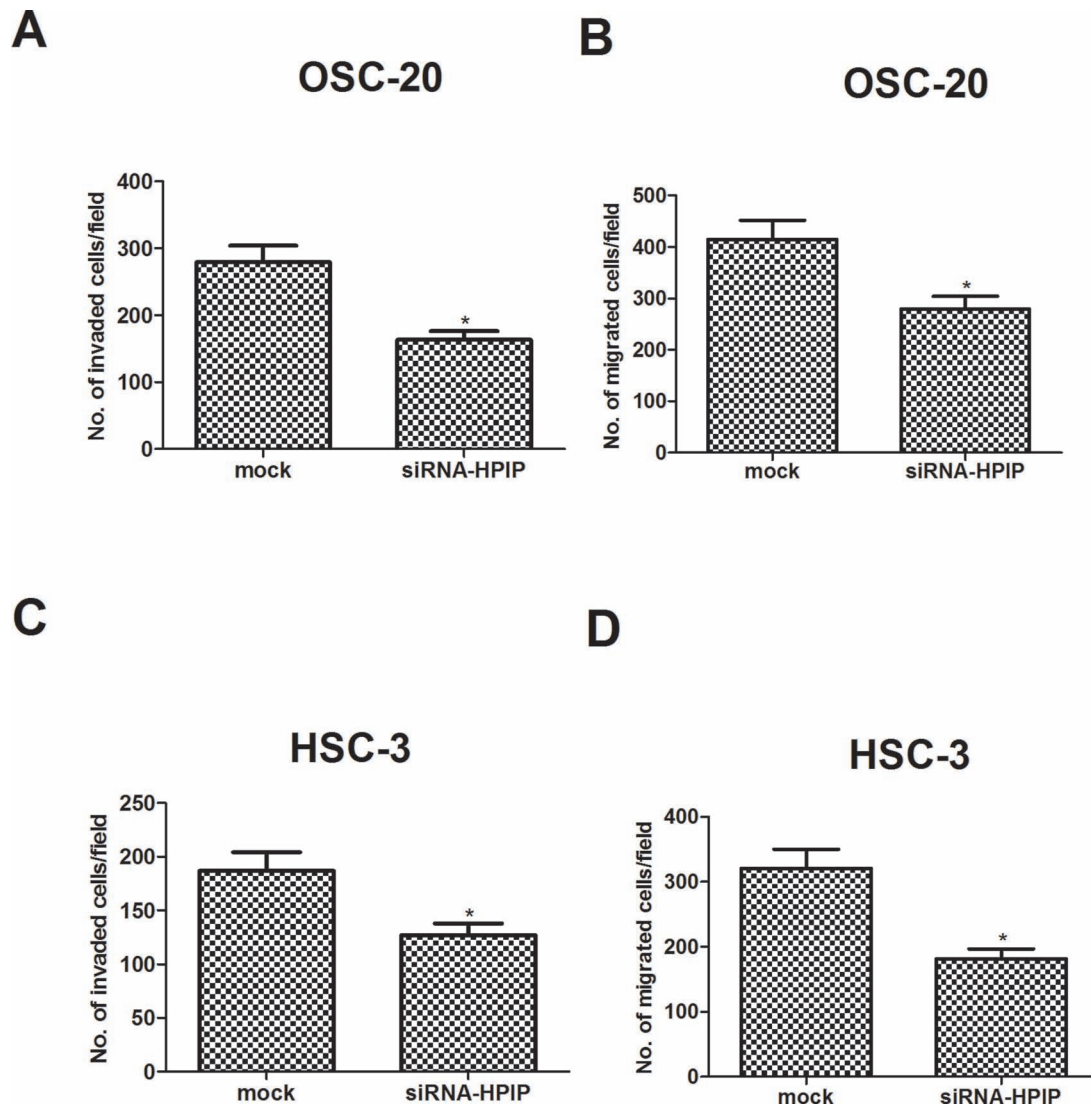 A
OSC-20
No. of invaded cells/field
400
300
200
100
0
*
mock
siRNA-HPIP
B
OSC-20
No. of migrated cells/field
500
400
300
200
100
0
*
mock
siRNA-HPIP
C
HSC-3
No. of invaded cells/field
250
200
150
100
50
0
*
mock
siRNA-HPIP
D
HSC-3
No. of migrated cells/field
400
300
200
100
0
*
mock
siRNA-HPIP